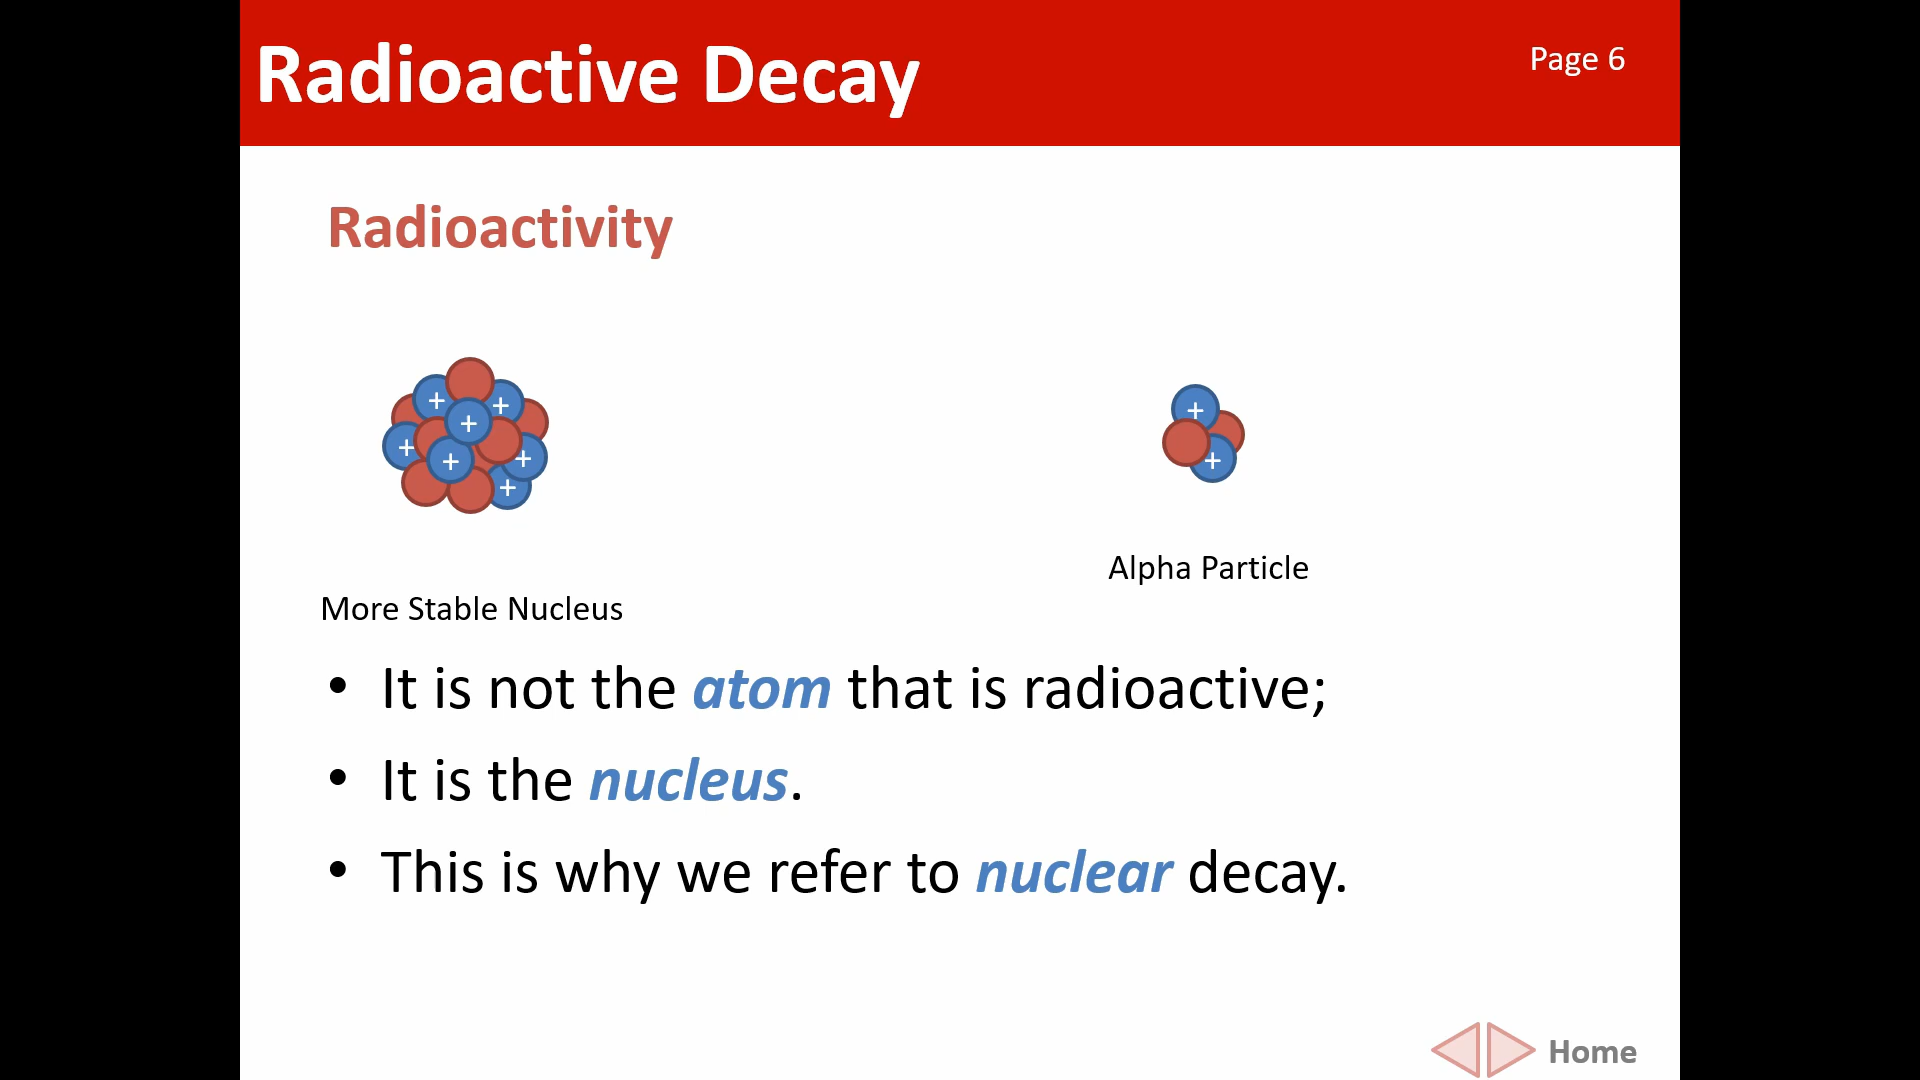 Radioactive Decay
Page 6
Radioactivity
+ + + + + + +
+ +
Alpha Particle
More Stable Nucleus
• It is not the atom that is radioactive;
• It is the nucleus.
• This is why we refer to nuclear decay.
Home